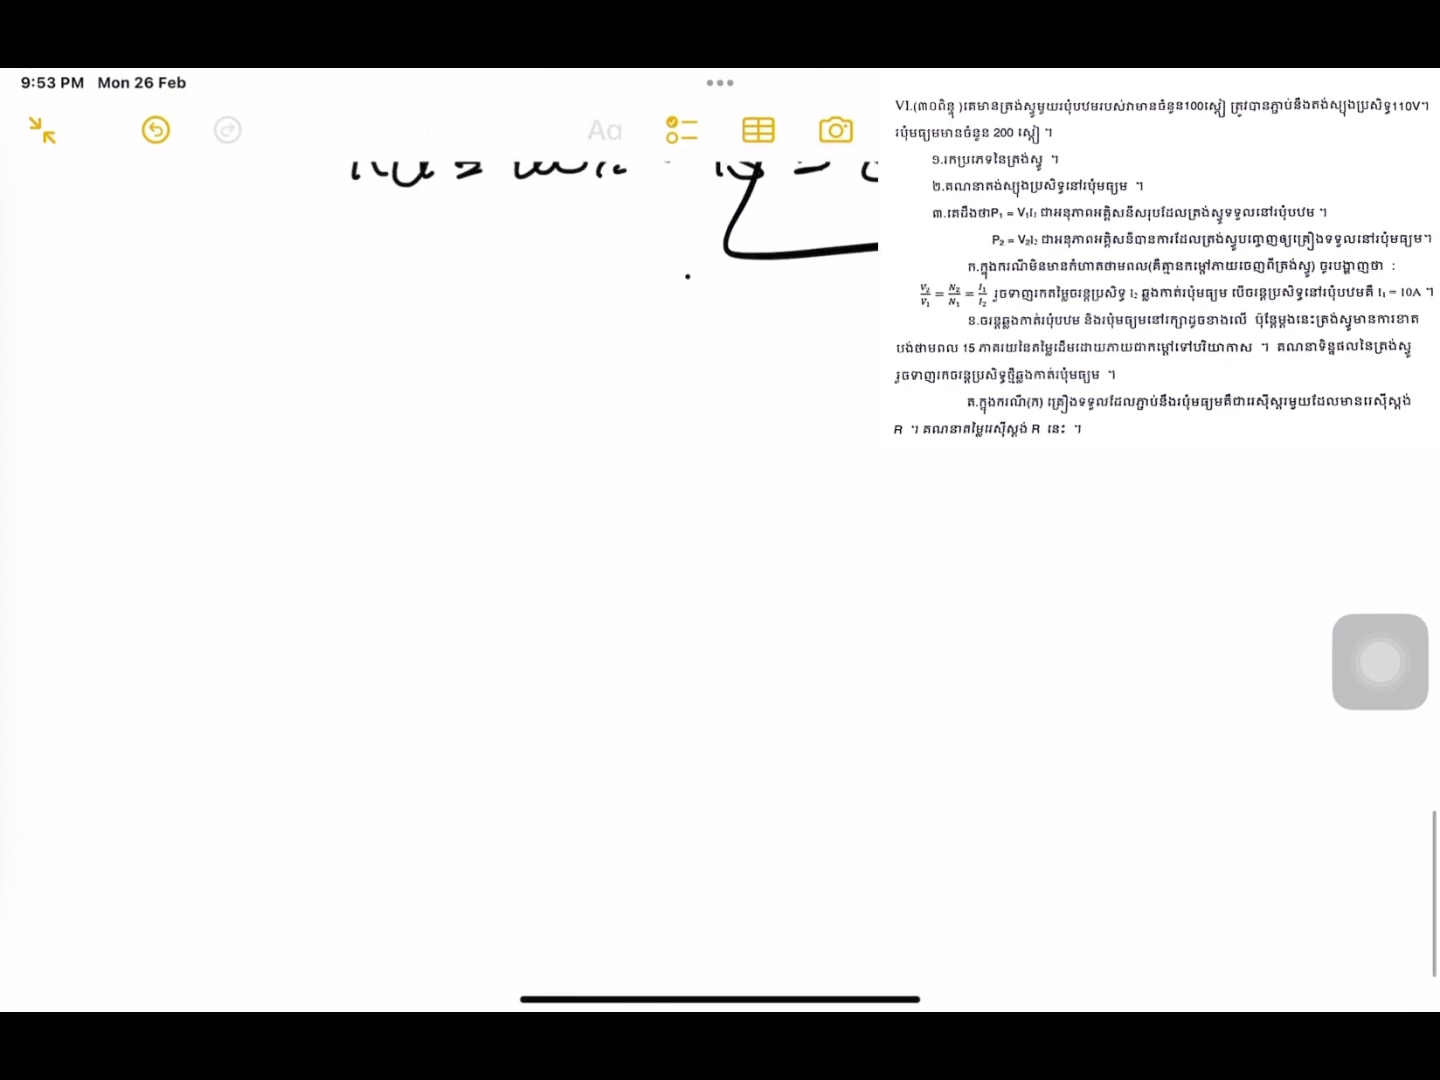 9:53 PM Mon 26 Feb
Aa
VI.(៣០ពិន្ទុ )គេមានត្រង់ស្វូមួយរបុំបឋមរបស់វាមានចំនួន100ស្ពៀ ត្រូវបានភ្ជាប់នឹងតង់ស្យុងប្រសិទ្ធ110V។
របុំមធ្យមមានចំនួន 200 ស្ពៀ ។
១.រកប្រភេទនៃត្រង់ស្វូ ។
២.គណនាតង់ស្យុងប្រសិទ្ធនៅរបុំមធ្យម ។
៣.គេដឹងថាP₁ = V₁I₁ ជាអនុភាពអគ្គិសនីសរុបដែលត្រង់ស្វូទទួលនៅរបុំបឋម ។
P₂ = V₂I₂ ជាអនុភាពអគ្គិសនីបានការដែលត្រង់ស្វូបញ្ចេញឲ្យគ្រឿងទទួលនៅរបុំមធ្យម។
ក.ក្នុងករណីមិនមានកំហាតថាមពល(គឺគ្មានកម្ដៅភាយចេញពីត្រង់ស្វូ) ចូរបង្ហាញថា :
V₂/V₁ = N₂/N₁ = I₁/I₂ រួចទាញរកតម្លៃចរន្តប្រសិទ្ធ I₂ ឆ្លងកាត់របុំមធ្យម បើចរន្តប្រសិទ្ធនៅរបុំបឋមគឺ I₁ = 10A ។
ខ.ចរន្តឆ្លងកាត់របុំបឋម និងរបុំមធ្យមនៅរក្សាដូចខាងលើ ប៉ុន្តែម្ដងនេះត្រង់ស្វូមានការខាត
បង់ថាមពល 15 ភាគរយនៃតម្លៃដើមដោយភាយជាកម្ដៅទៅបរិយាកាស ។ គណនាទិន្នផលនៃត្រង់ស្វូ
រួចទាញរកចរន្តប្រសិទ្ធថ្មីឆ្លងកាត់របុំមធ្យម ។
គ.ក្នុងករណី(ក) គ្រឿងទទួលដែលភ្ជាប់នឹងរបុំមធ្យមគឺជារេស៊ីស្តរមួយដែលមានរេស៊ីស្តង់
R ។ គណនាតម្លៃរេស៊ីស្តង់ R នេះ ។